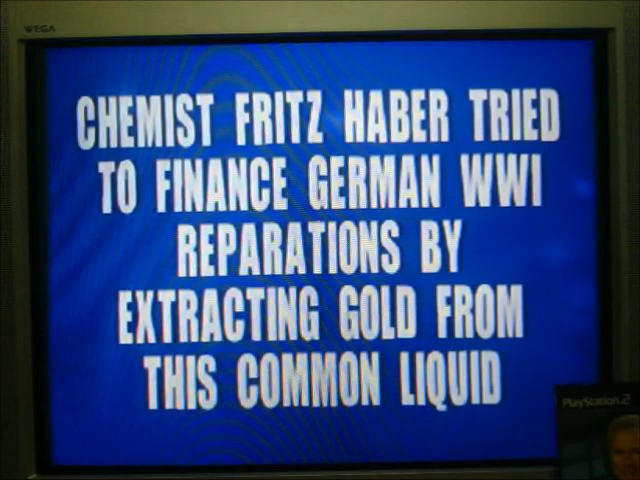 WEGA
CHEMIST FRITZ HABER TRIED
TO FINANCE GERMAN WWI
REPARATIONS BY
EXTRACTING GOLD FROM
THIS COMMON LIQUID
PlayStation.2